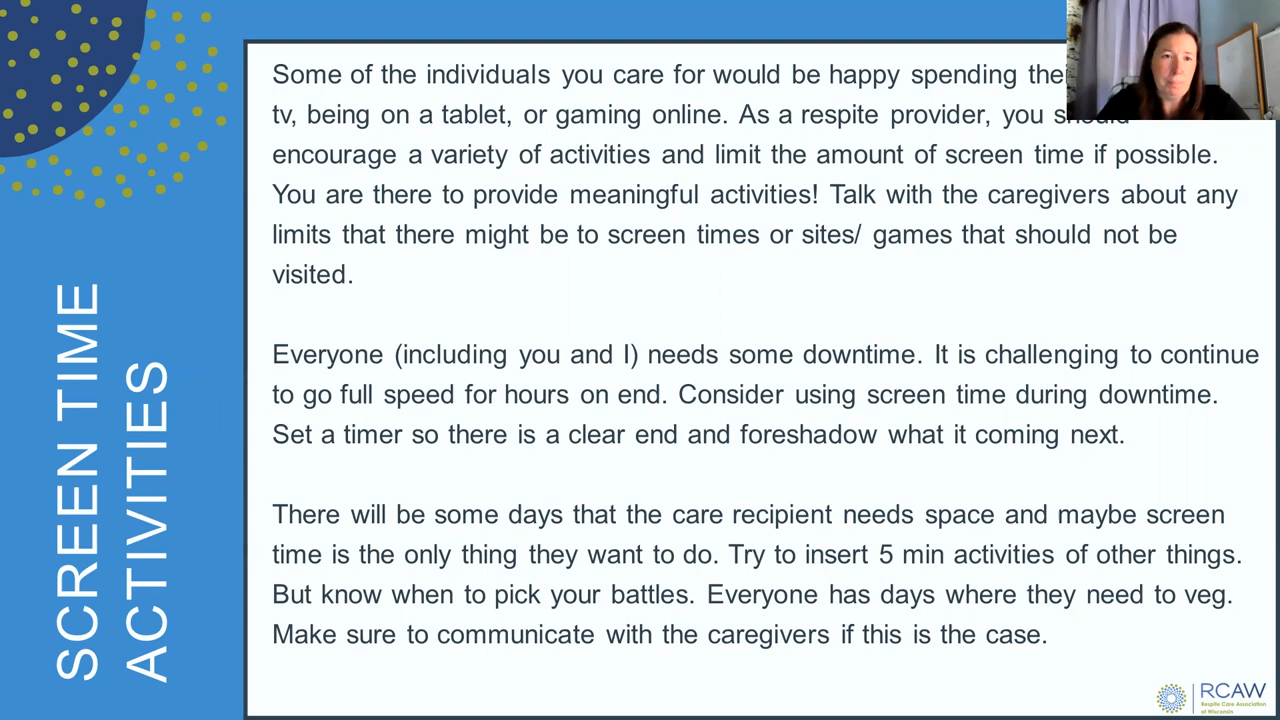 SCREEN TIME
ACTIVITIES
Some of the individuals you care for would be happy spending
tv, being on a tablet, or gaming online. As a respite provider, you should
encourage a variety of activities and limit the amount of screen time if possible.
You are there to provide meaningful activities! Talk with the caregivers about any
limits that there might be to screen times or sites/ games that should not be
visited.
Everyone (including you and I) needs some downtime. It is challenging to continue
to go full speed for hours on end. Consider using screen time during downtime.
Set a timer so there is a clear end and foreshadow what it coming next.
There will be some days that the care recipient needs space and maybe screen
time is the only thing they want to do. Try to insert 5 min activities of other things.
But know when to pick your battles. Everyone has days where they need to veg.
Make sure to communicate with the caregivers if this is the case.
RCAW
Respite Care Association
of Wisconsin